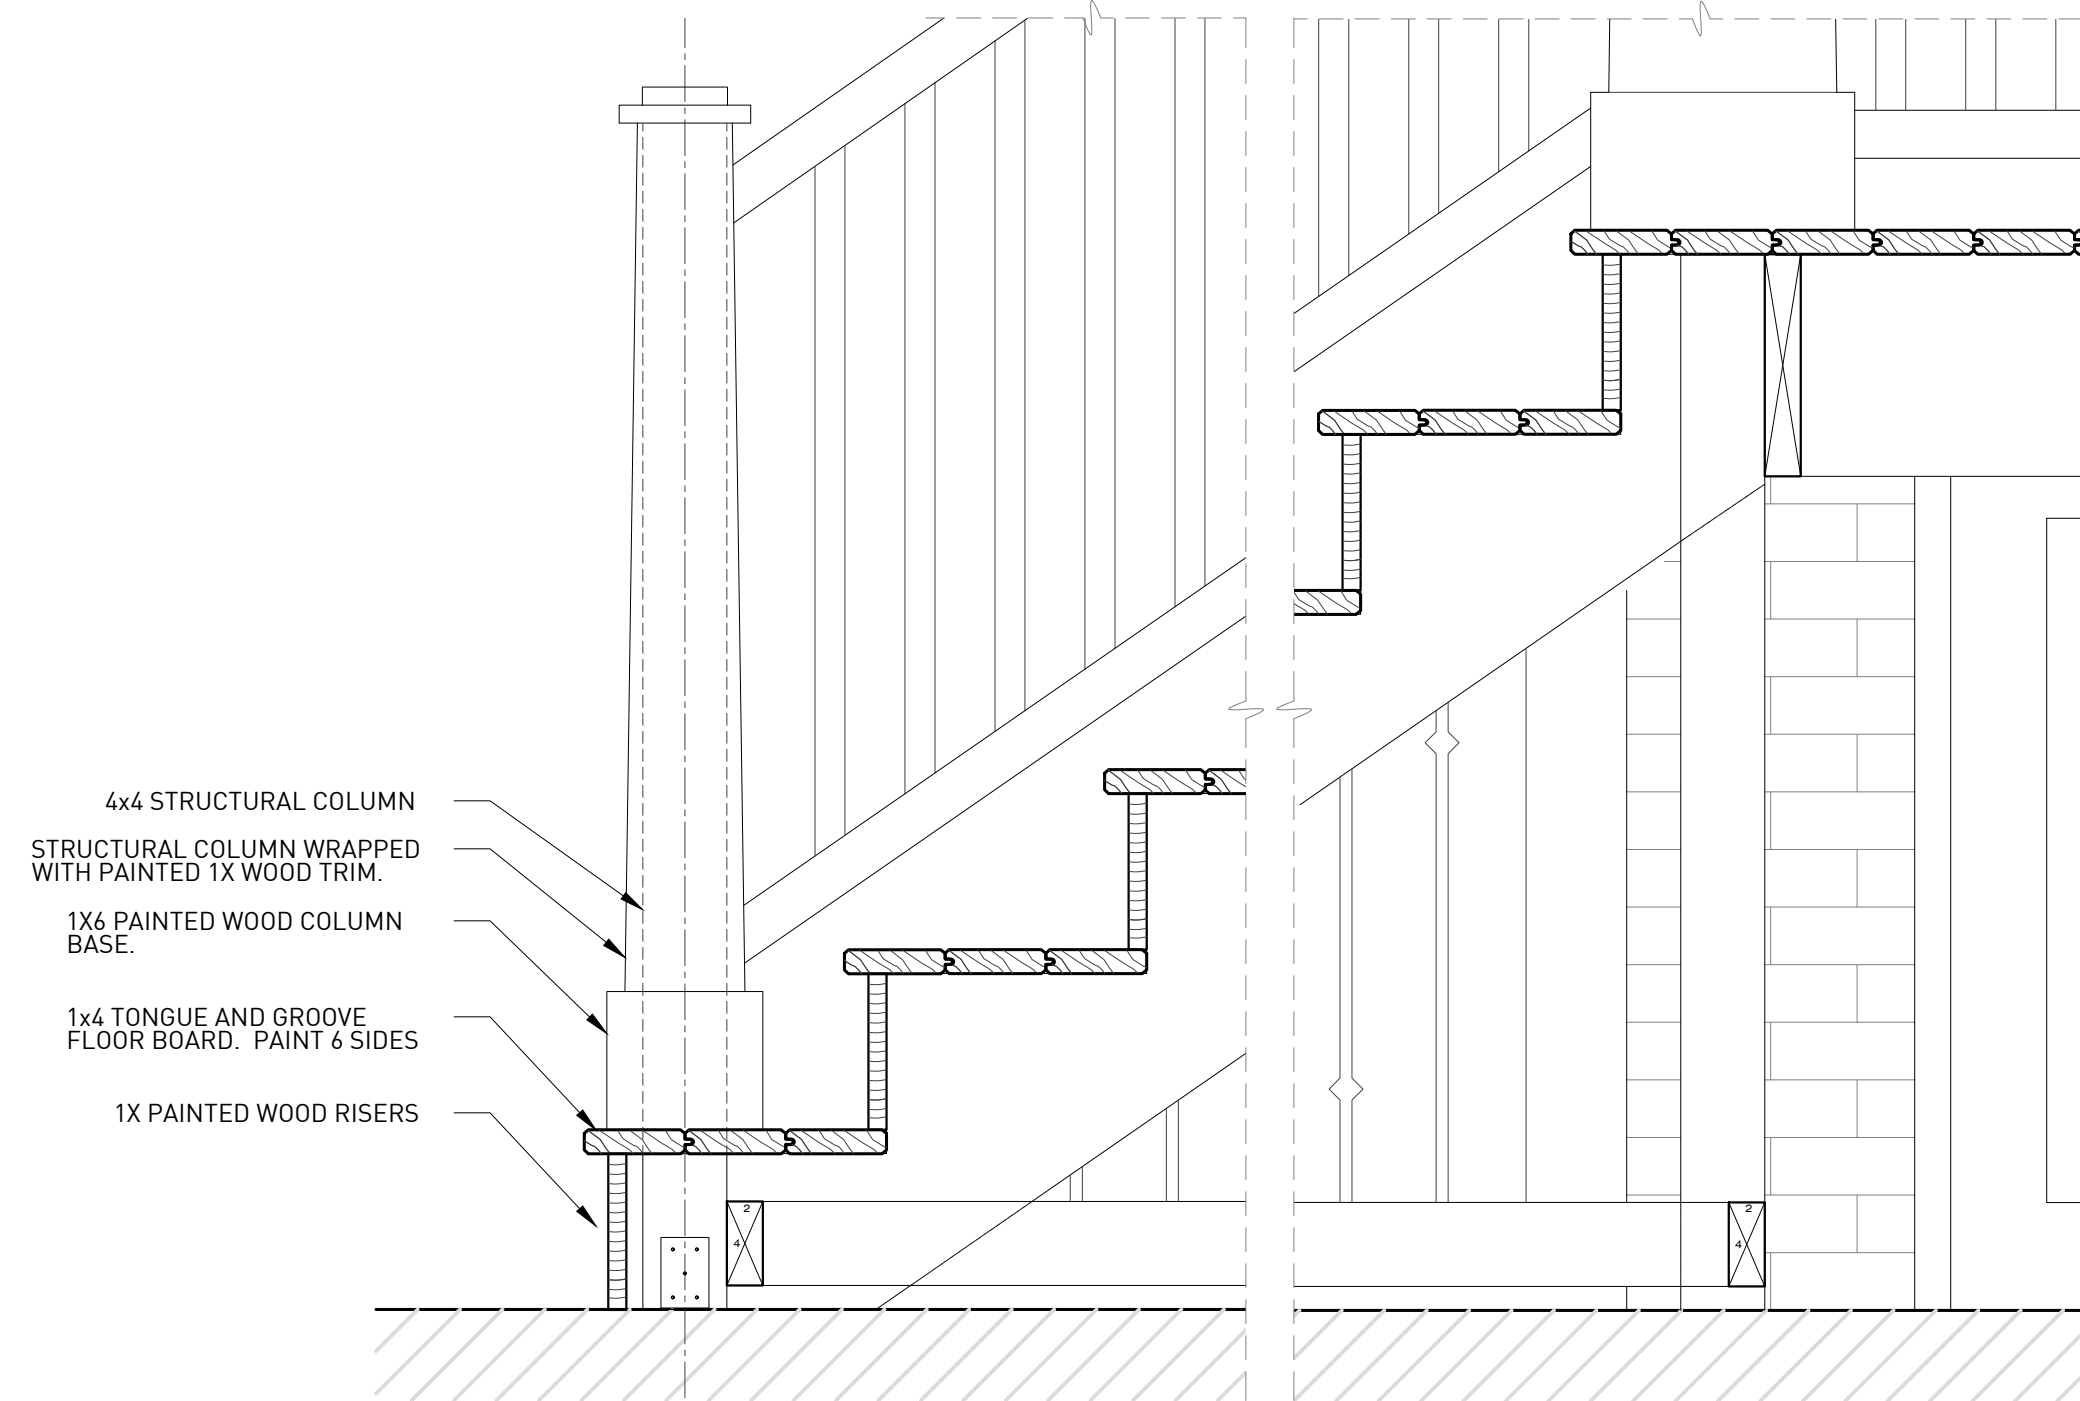 4x4 STRUCTURAL COLUMN
STRUCTURAL COLUMN WRAPPED
WITH PAINTED 1X WOOD TRIM.
1X6 PAINTED WOOD COLUMN
BASE.
1x4 TONGUE AND GROOVE
FLOOR BOARD.  PAINT 6 SIDES
1X PAINTED WOOD RISERS
2
4
2
4